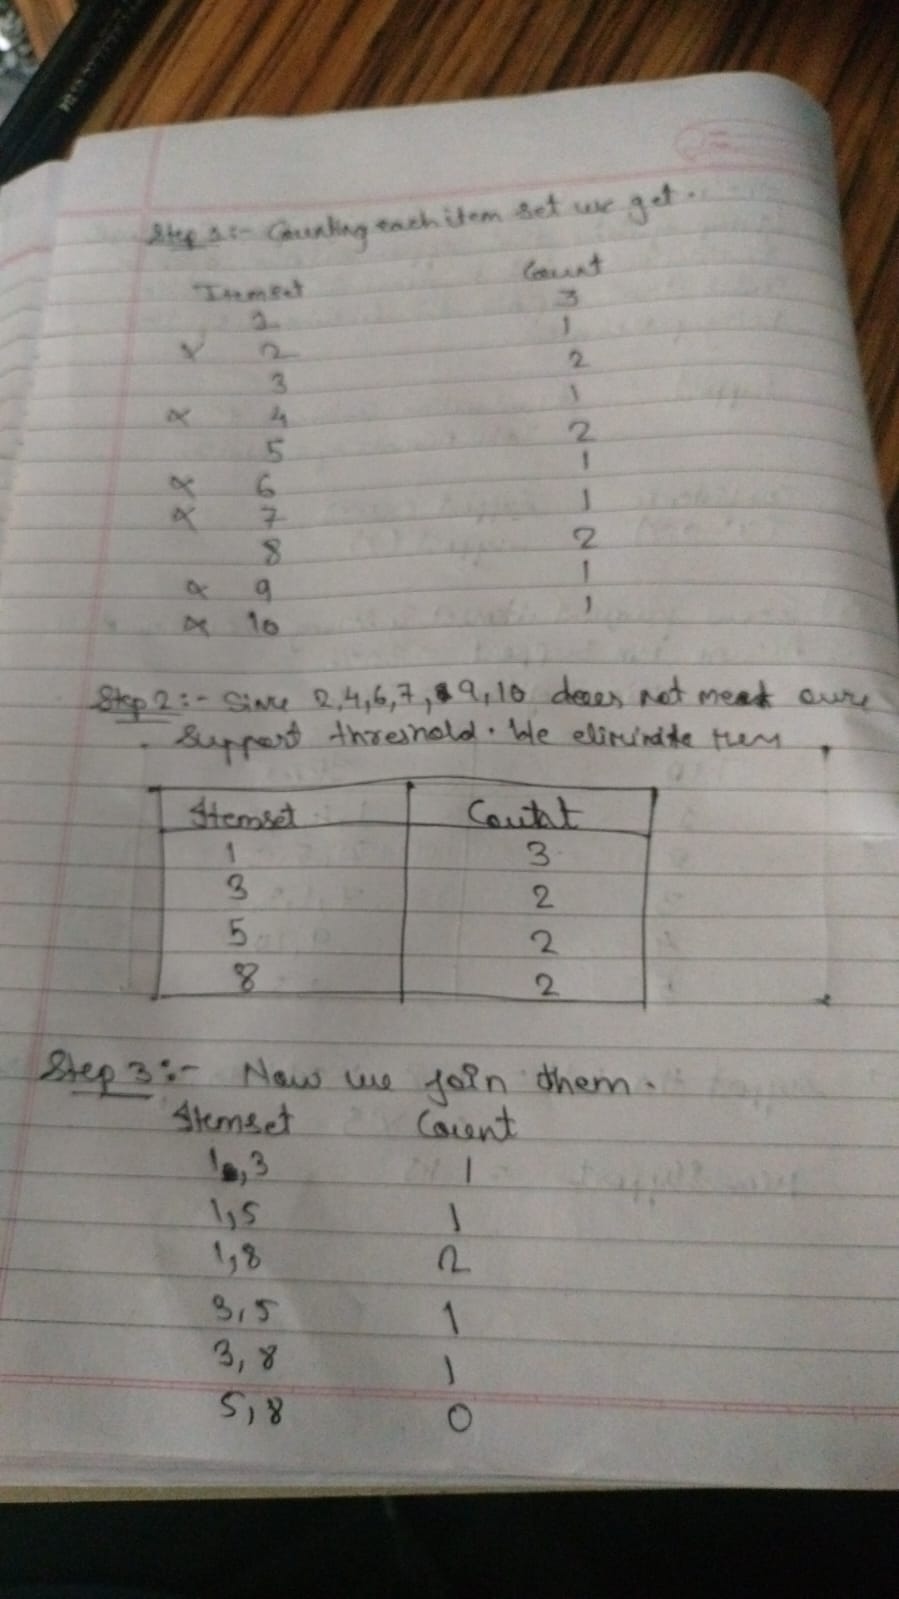 Step 1:- Counting each item set we get.
Itemset Count
1 3
x 2 1
3 2
x 4 1
5 2
x 6 1
x 7 1
8 2
x 9 1
x 10 1
Step 2:- Since 2,4,6,7, 9,10 does not meet our
support threshold. We eliminate them
Itemset Count
1 3
3 2
5 2
8 2
Step 3:- Now we join them.
Itemset Count
1,3 1
1,5 1
1,8 2
3,5 1
3,8 1
5,8 0